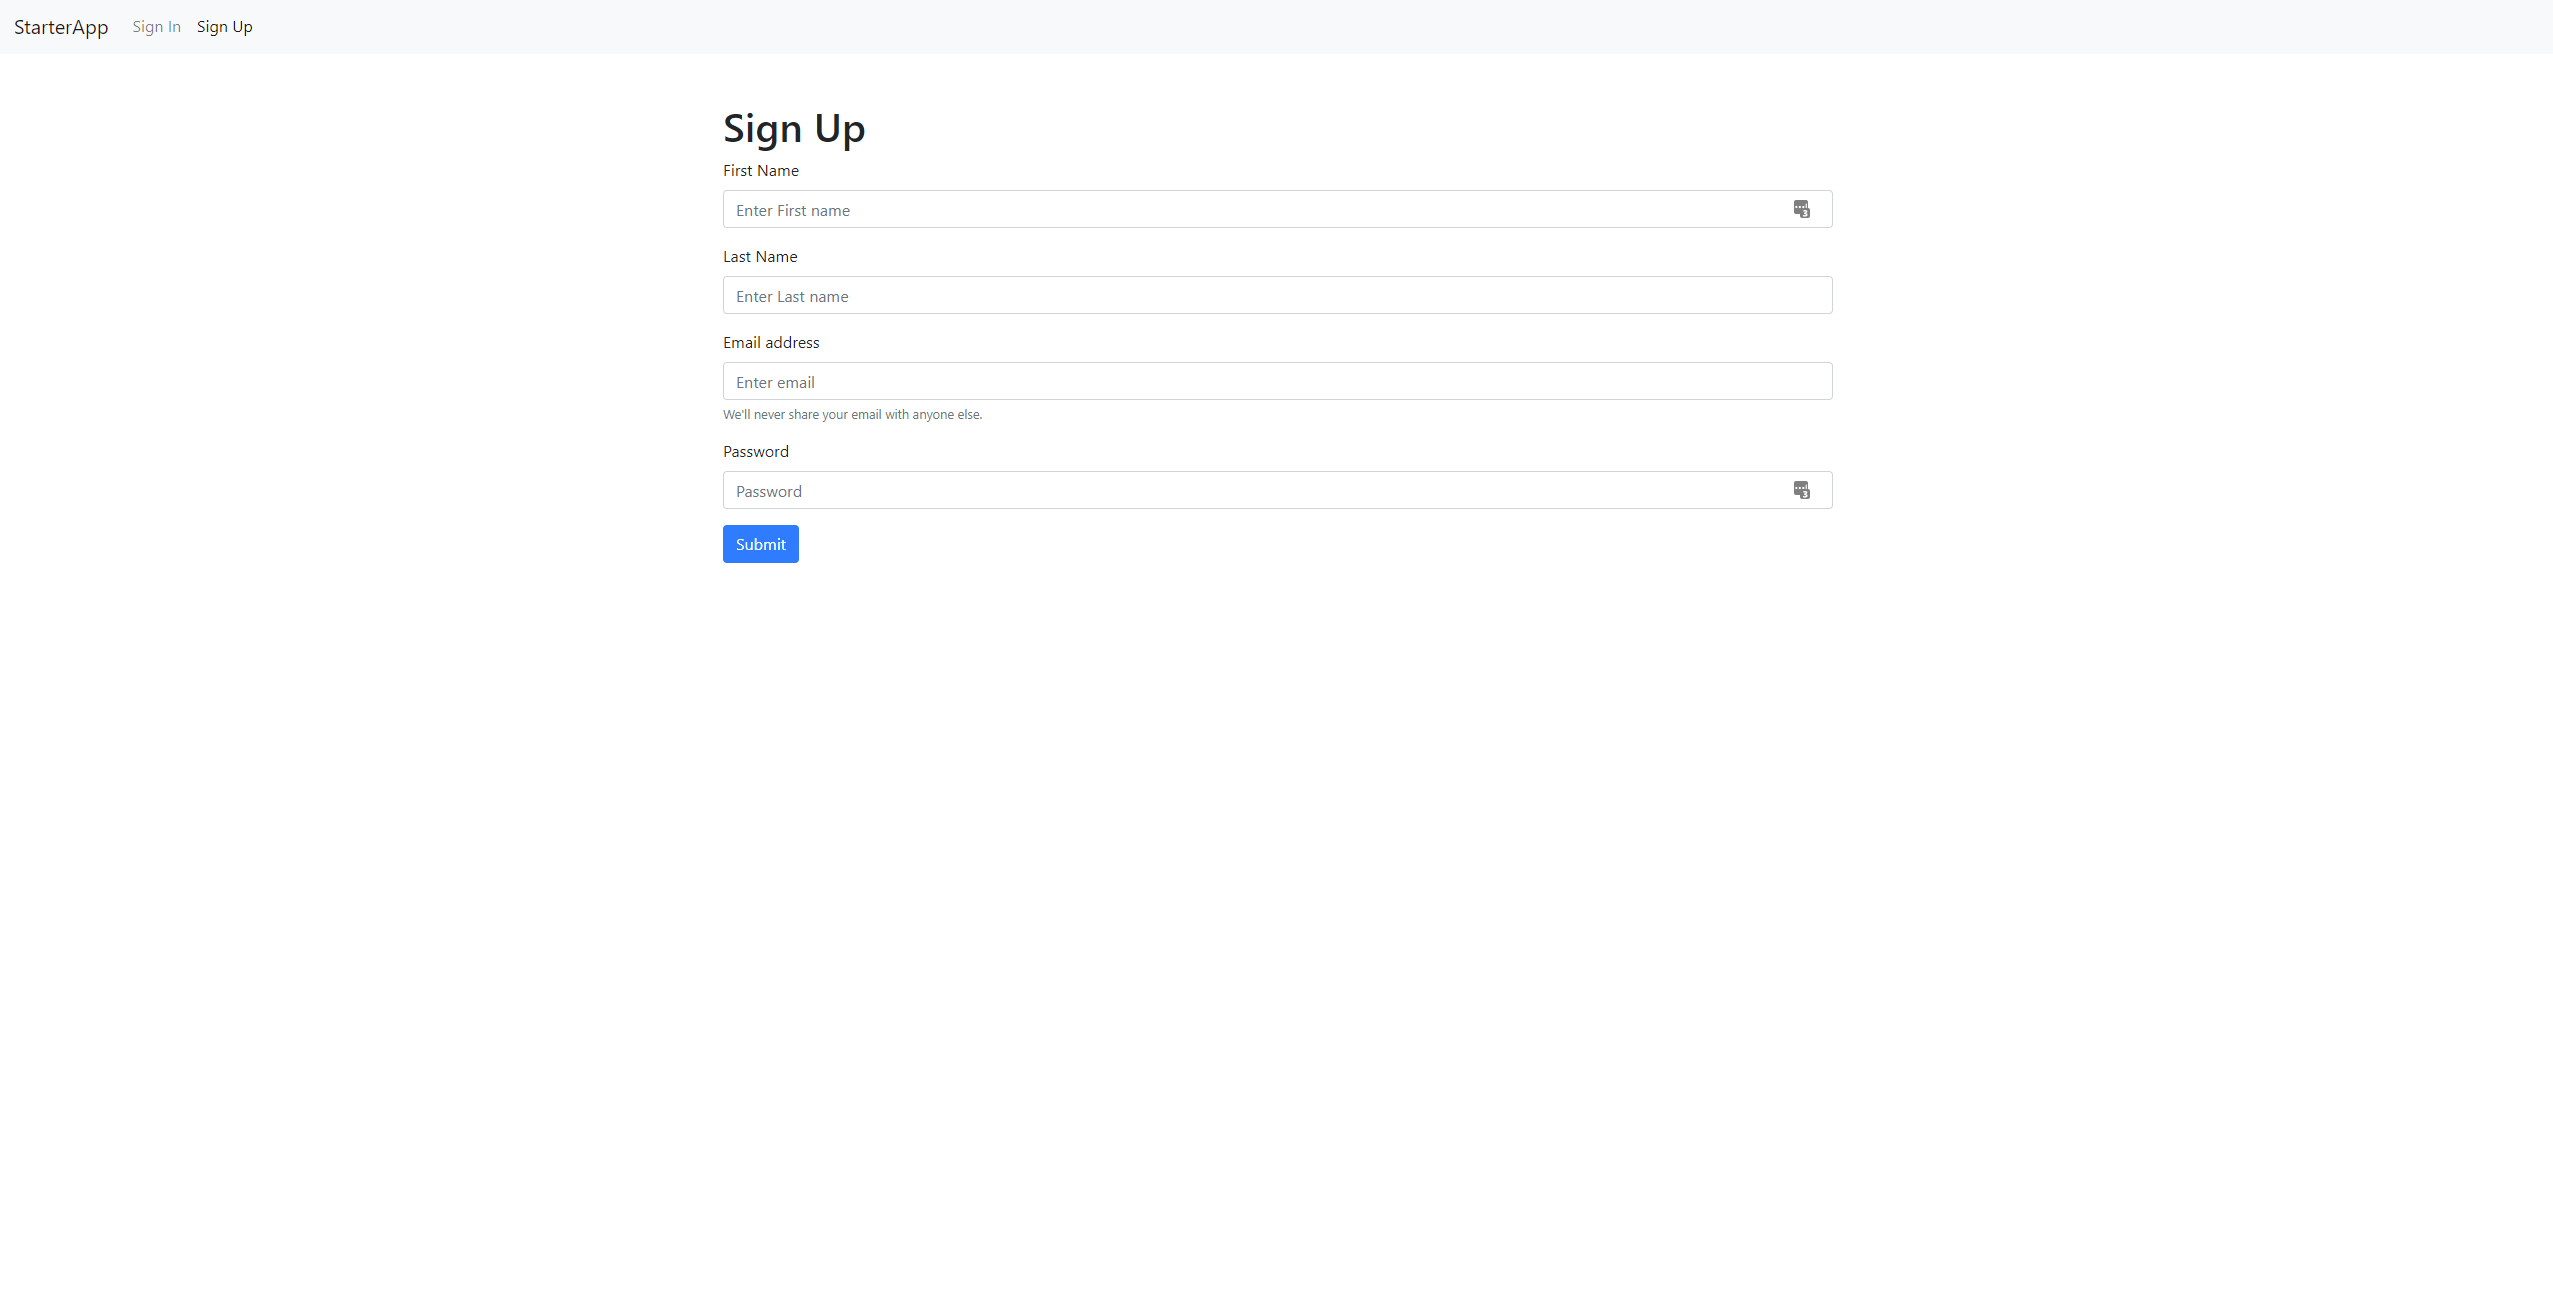 StarterApp Sign In Sign Up
Sign Up
First Name
Enter First name
Last Name
Enter Last name
Email address
Enter email
We'll never share your email with anyone else.
Password
Password
Submit